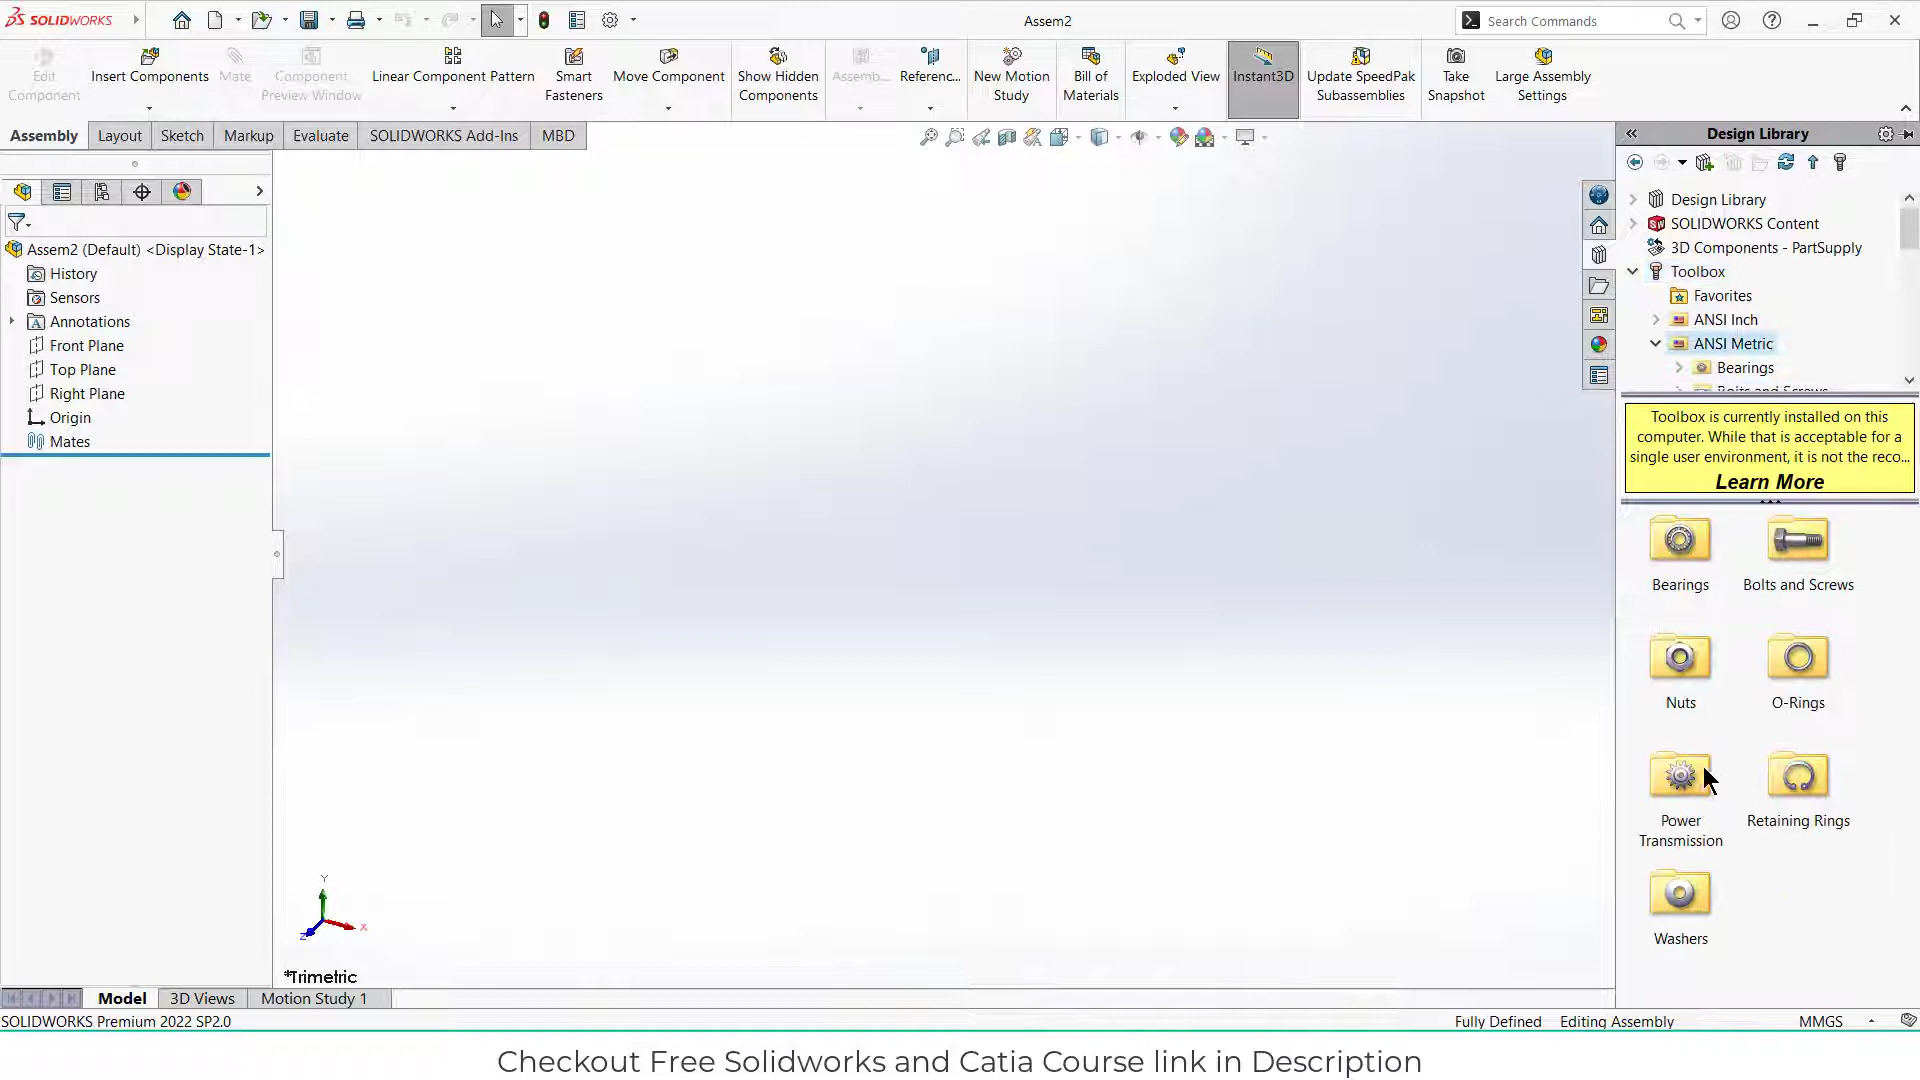 SOLIDWORKS
Assem2
Search Commands
Edit
Component
Insert Components
Mate
Component
Preview Window
Linear Component Pattern
Smart
Fasteners
Move Component
Show Hidden
Components
Assemb...
Referenc...
New Motion
Study
Bill of
Materials
Exploded View
Instant3D
Update SpeedPak
Subassemblies
Take
Snapshot
Large Assembly
Settings
Assembly
Layout
Sketch
Markup
Evaluate
SOLIDWORKS Add-Ins
MBD
Assem2 (Default) <Display State-1>
History
Sensors
Annotations
Front Plane
Top Plane
Right Plane
Origin
Mates
Y
X
Z
*Trimetric
Design Library
Design Library
SOLIDWORKS Content
3D Components - PartSupply
Toolbox
Favorites
ANSI Inch
ANSI Metric
Bearings
Bolts and Screws
Toolbox is currently installed on this
computer. While that is acceptable for a
single user environment, it is not the reco...
Learn More
Bearings
Bolts and Screws
Nuts
O-Rings
Power
Transmission
Retaining Rings
Washers
Model
3D Views
Motion Study 1
SOLIDWORKS Premium 2022 SP2.0
Fully Defined
Editing Assembly
MMGS
Checkout Free Solidworks and Catia Course link in Description